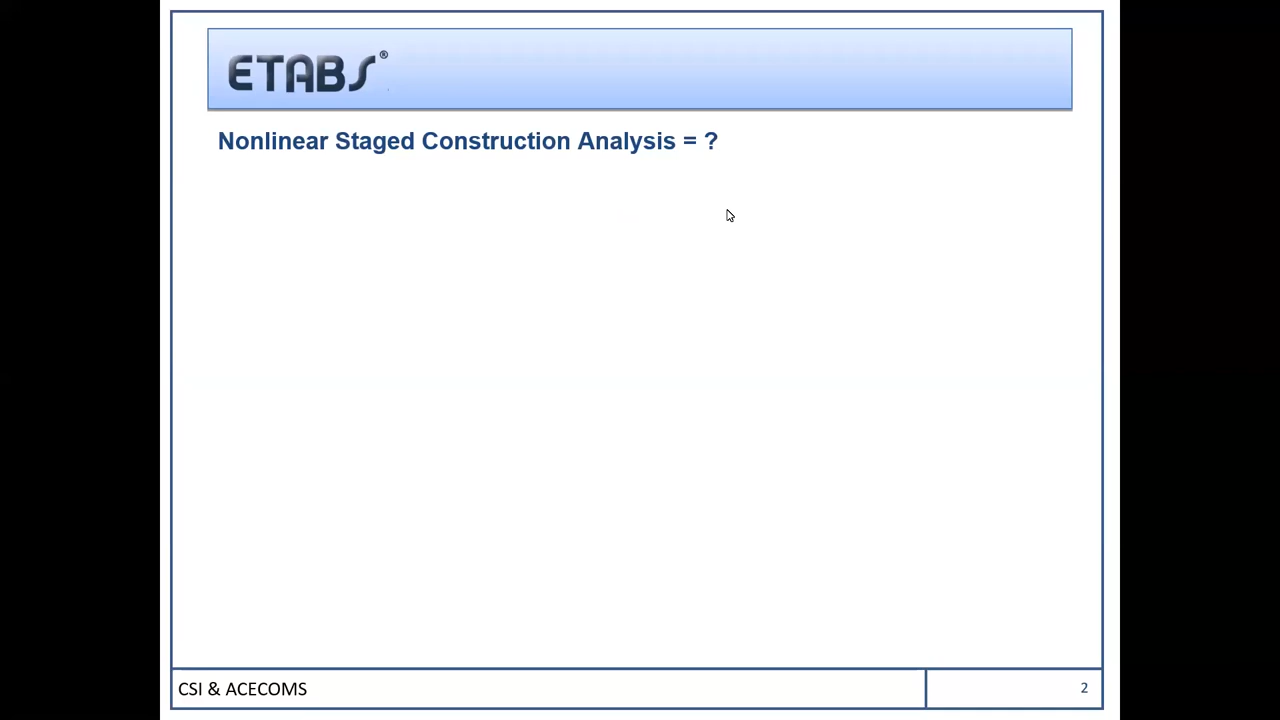 ETABS®
Nonlinear Staged Construction Analysis = ?
CSI & ACECOMS
2